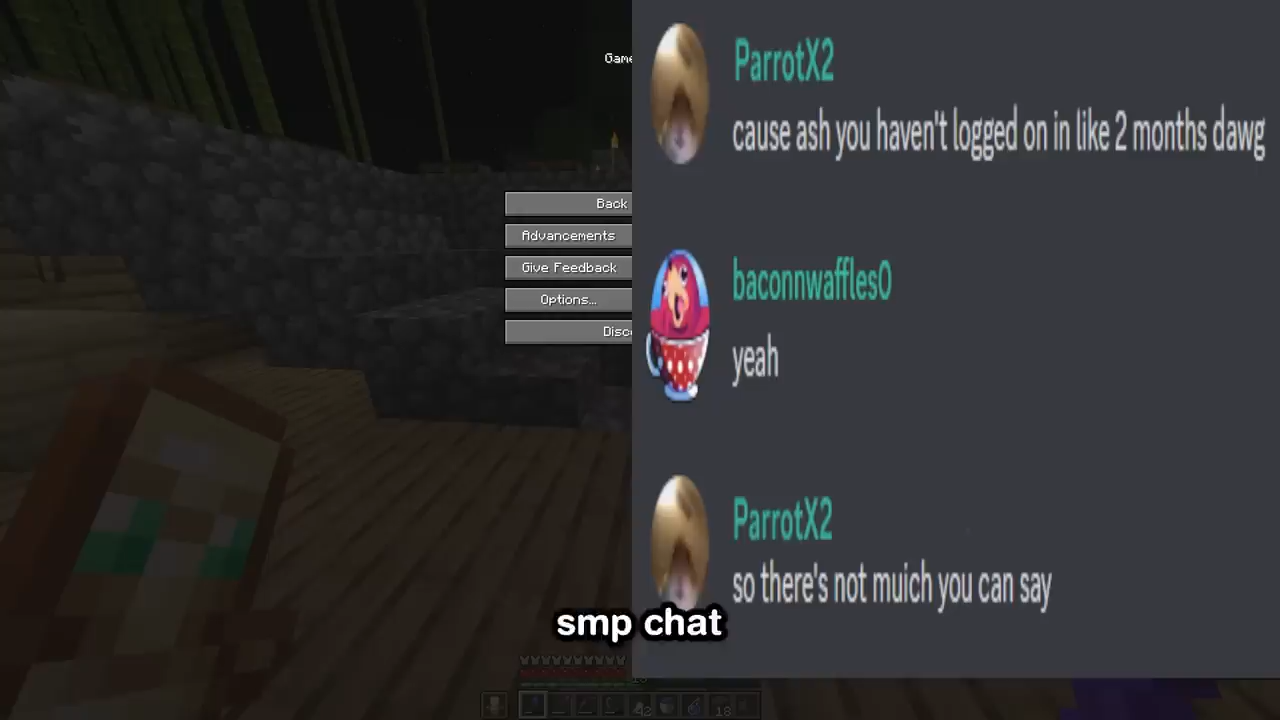 Game
ParrotX2
cause ash you haven't logged on in like 2 months dawg
Back
Advancements
Give Feedback
Options...
Disc
baconnwaffles0
yeah
ParrotX2
so there's not muich you can say
smp chat
18